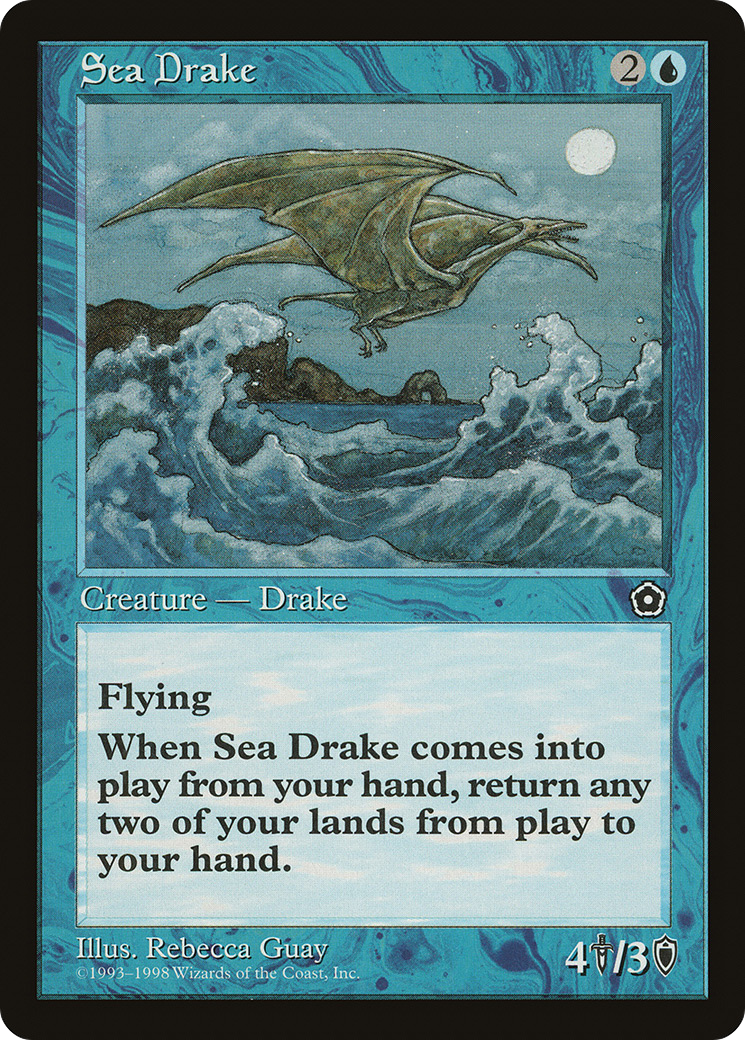 Sea Drake 2
Creature — Drake
Flying
When Sea Drake comes into
play from your hand, return any
two of your lands from play to
your hand.
Illus. Rebecca Guay
©1993–1998 Wizards of the Coast, Inc.
4/3